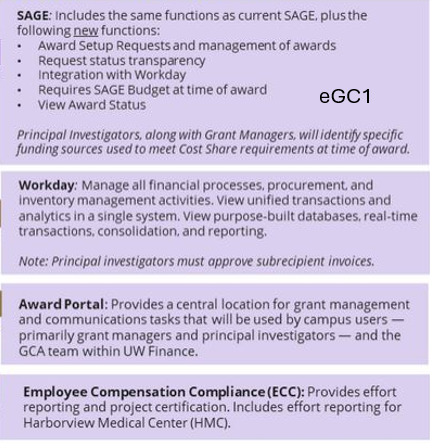 SAGE: Includes the same functions as current SAGE, plus the
following new functions:
• Award Setup Requests and management of awards
• Request status transparency
• Integration with Workday
• Requires SAGE Budget at time of award
• View Award Status
eGC1
Principal Investigators, along with Grant Managers, will identify specific
funding sources used to meet Cost Share requirements at time of award.
Workday: Manage all financial processes, procurement, and
inventory management activities. View unified transactions and
analytics in a single system. View purpose-built databases, real-time
transactions, consolidation, and reporting.
Note: Principal investigators must approve subrecipient invoices.
Award Portal: Provides a central location for grant management
and communications tasks that will be used by campus users —
primarily grant managers and principal investigators — and the
GCA team within UW Finance.
Employee Compensation Compliance (ECC): Provides effort
reporting and project certification. Includes effort reporting for
Harborview Medical Center (HMC).